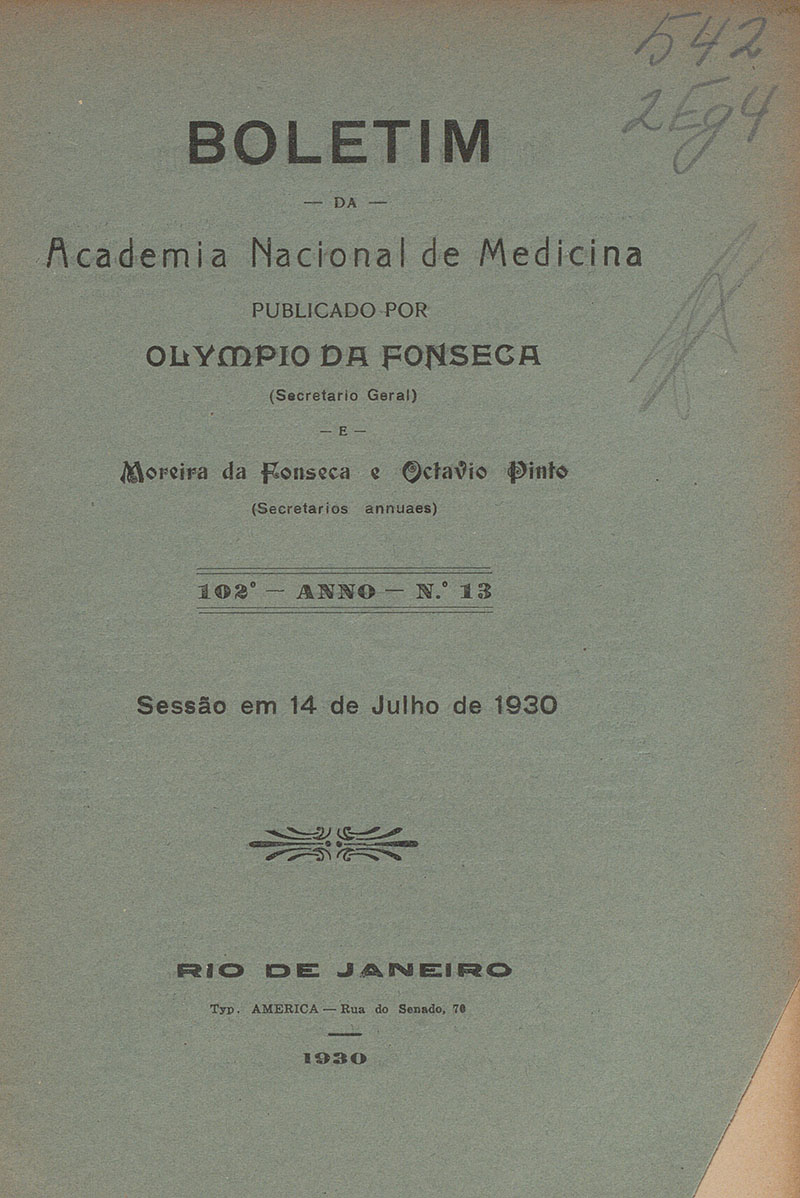 542
2Eg4
BOLETIM
— DA —
Academia Nacional de Medicina
PUBLICADO POR
OLYMPIO DA FONSECA
(Secretario Geral)
— E —
Moreira da Fonseca e Octavio Pinto
(Secretarios annuaes)
102° — ANNO — N.° 13
Sessão em 14 de Julho de 1930
RIO DE JANEIRO
Typ. AMERICA — Rua do Senado, 70
1930